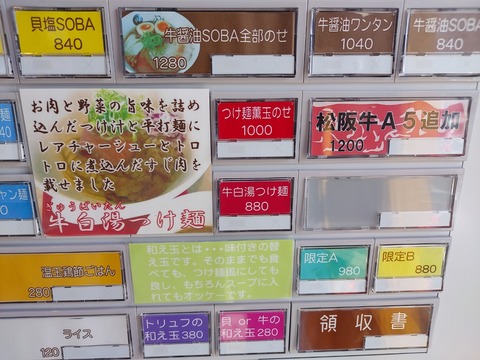 貝塩SOBA
840
牛醤油SOBA全部のせ
1280
牛醤油ワンタン
1040
牛醤油SOBA
840
お肉と野菜の旨味を詰め
込んだつけ汁と平打麺に
レアチャーシューとトロ
トロに煮込んだすじ肉を
載せました
ぎゅうぱいたん
牛白湯つけ麺
つけ麺薫玉のせ
1000
松阪牛A5追加
1200
牛白湯つけ麺
880
温玉鶏節ごはん
280
和え玉とは・・・味付きの替
え玉です。そのままでも食
べても、つけ麺風にしても良
し、もちろんスープに入れ
てもオッケーです。
限定A
980
限定B
880
ライス
120
トリュフの
和え玉380
貝 or 牛の
和え玉280
領収書